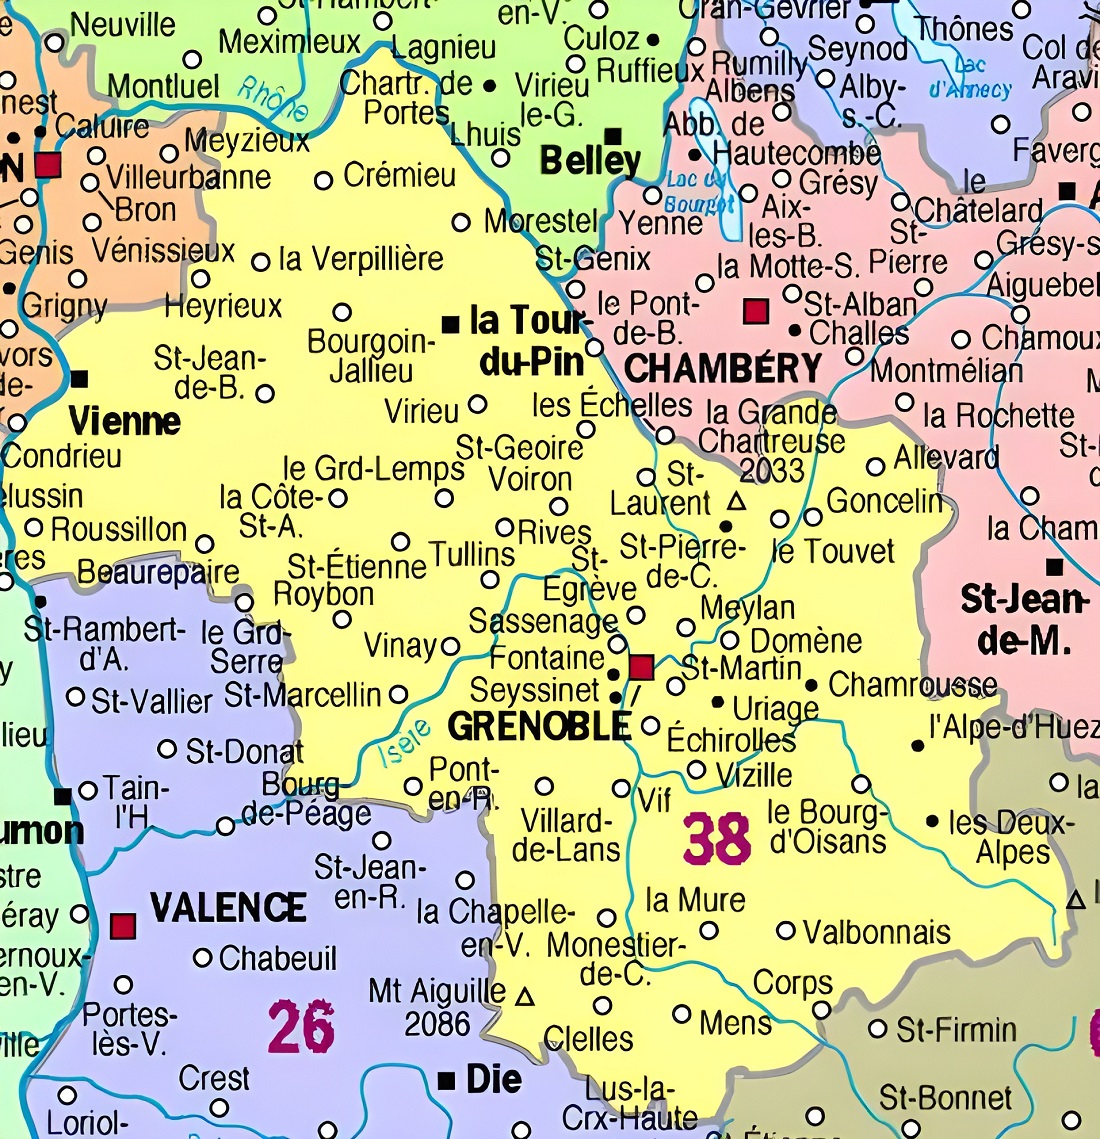 St-Rambert-
en-V.
Cran-Gevrier
Neuville
Thônes
Meximieux
Lagnieu
Culoz
Seynod
Montluel
Rhône
Chartr. de
Portes
Virieu
le-G.
Ruffieux
Rumilly
Albens
Alby-
s.-C.
Lac
d'Annecy
Caluire
Meyzieux
Lhuis
Belley
Abb. de
Hautecombe
Villeurbanne
Bron
Crémieu
Lac du
Bourget
Grésy
le
Châtelard
Genis
Vénissieux
Morestel
Yenne
Aix-
les-B.
St-
Pierre
la Verpillière
St-Genix
la Motte-S.
Grigny
Heyrieux
le Pont-
de-B.
St-Alban
Challes
la Tour-
du-Pin
Bourgoin-
Jallieu
St-Jean-
de-B.
CHAMBÉRY
Montmélian
Vienne
Virieu
les Échelles
la Grande
Chartreuse
2033
la Rochette
Condrieu
St-Geoire
Allevard
le Grd-Lemps
Voiron
St-
Laurent
Goncelin
la Côte-
St-A.
Roussillon
Rives
le Touvet
Beaurepaire
St-Étienne
Tullins
St-
Egrève
St-Pierre-
de-C.
Roybon
St-Jean-
de-M.
St-Rambert-
d'A.
le Grd-
Serre
Sassenage
Meylan
Vinay
Fontaine
Domène
St-Vallier
St-Marcellin
Seyssinet
St-Martin
Chamrousse
GRENOBLE
Uriage
l'Alpe-d'Huez
St-Donat
Isère
Échirolles
Tain-
l'H.
Bourg-
de-Péage
Pont-
en-R.
Vizille
Vif
Villard-
de-Lans
38
le Bourg-
d'Oisans
les Deux-
Alpes
St-Jean-
en-R.
VALENCE
la Chapelle-
en-V.
la Mure
Monestier-
de-C.
Valbonnais
Chabeuil
Mt Aiguille
2086
Corps
Portes-
lès-V.
26
Clelles
Mens
St-Firmin
Crest
Die
Lus-la-
Crx-Haute
St-Bonnet
Loriol-